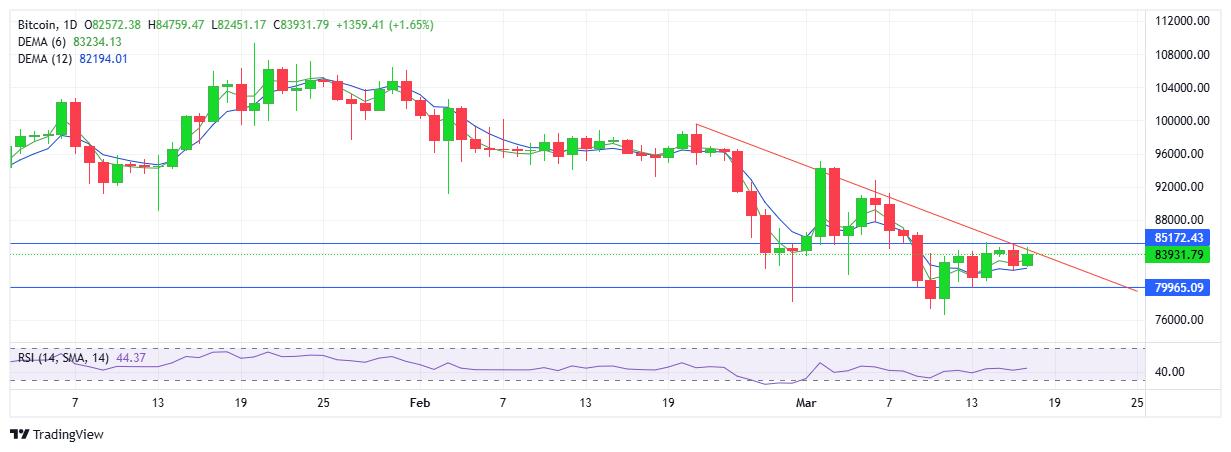 Bitcoin, 1D O82572.38 H84759.47 L82451.17 C83931.79 +1359.41 (+1.65%)
DEMA (6) 83234.13
DEMA (12) 82194.01
112000.00
108000.00
104000.00
100000.00
96000.00
92000.00
88000.00
85172.43
83931.79
79965.09
76000.00
RSI (14, SMA, 14) 44.37
40.00
7 13 19 25 Feb 7 13 19 Mar 7 13 19 25
TradingView